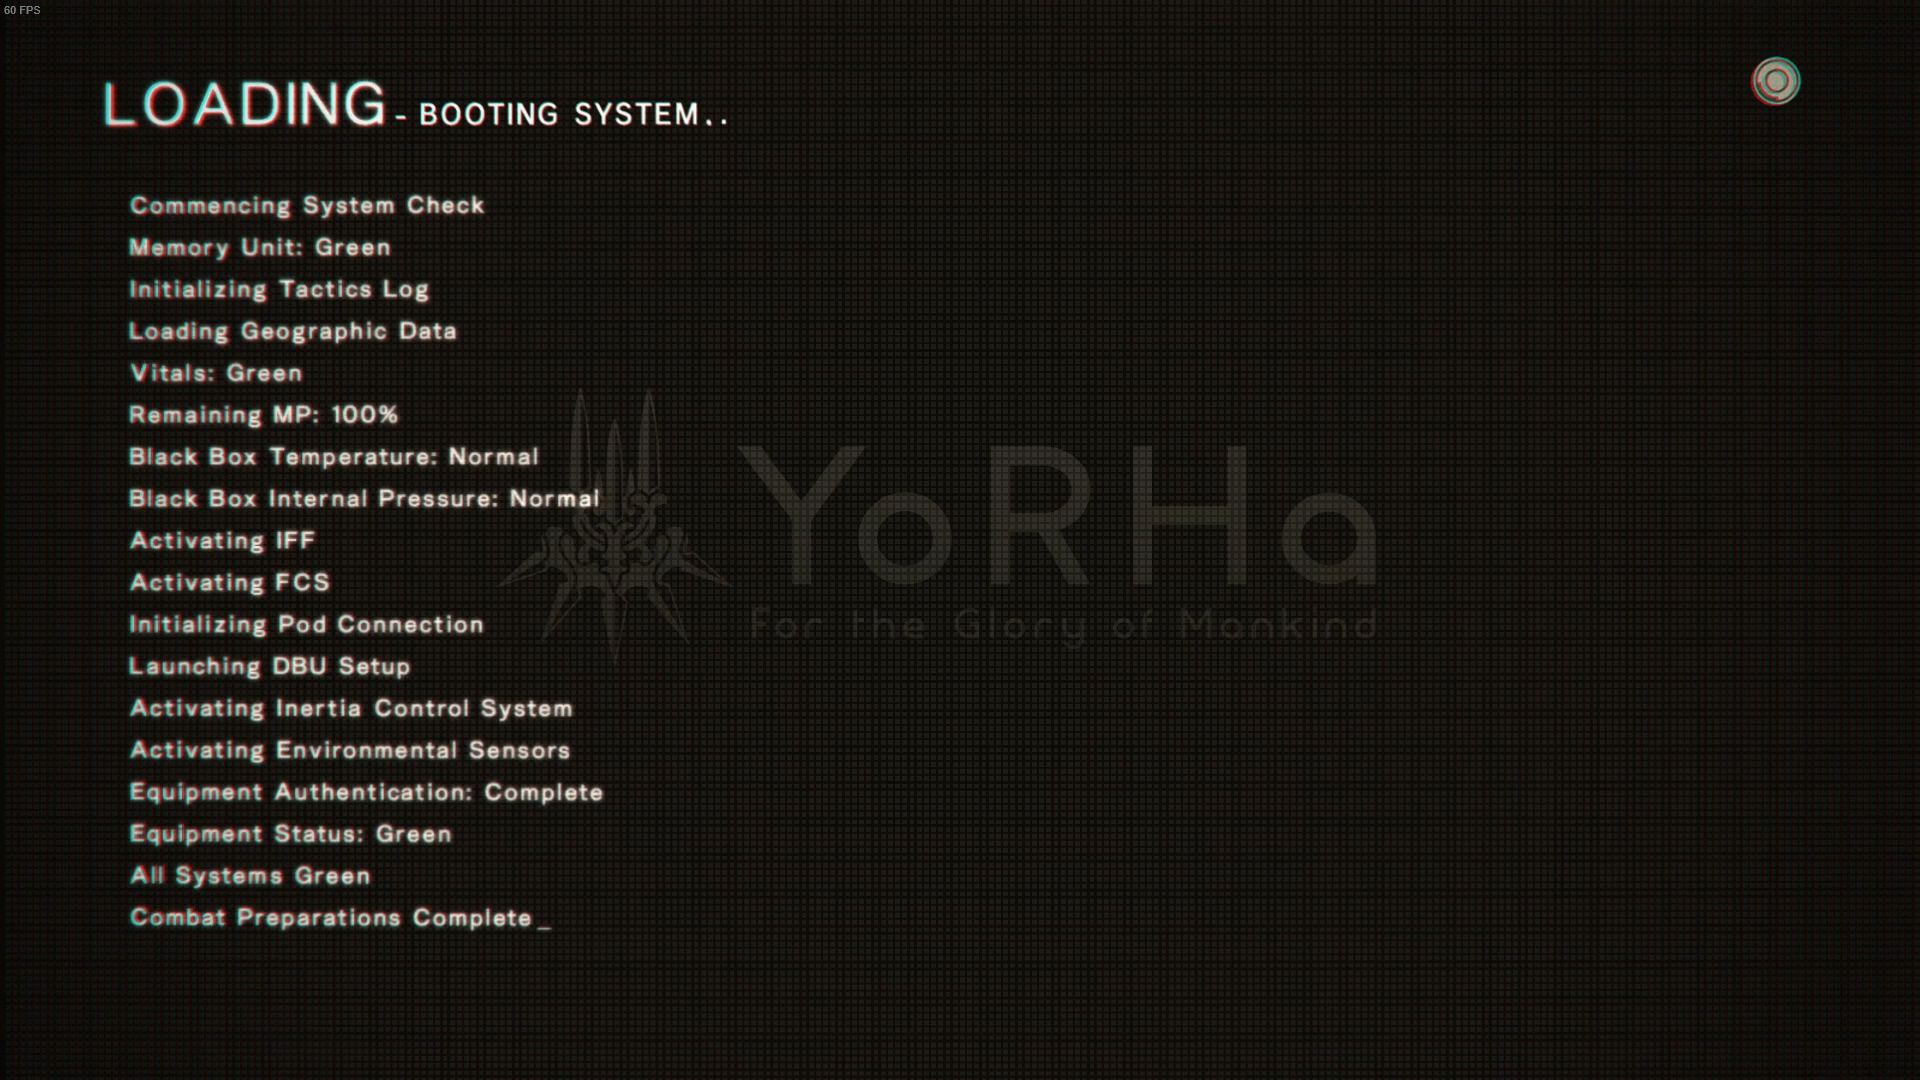 60 FPS
LOADING - BOOTING SYSTEM..
Commencing System Check
Memory Unit: Green
Initializing Tactics Log
Loading Geographic Data
Vitals: Green
Remaining MP: 100%
Black Box Temperature: Normal
Black Box Internal Pressure: Normal
Activating IFF
Activating FCS
Initializing Pod Connection
Launching DBU Setup
Activating Inertia Control System
Activating Environmental Sensors
Equipment Authentication: Complete
Equipment Status: Green
All Systems Green
Combat Preparations Complete_
YoRHa
For the Glory of Mankind